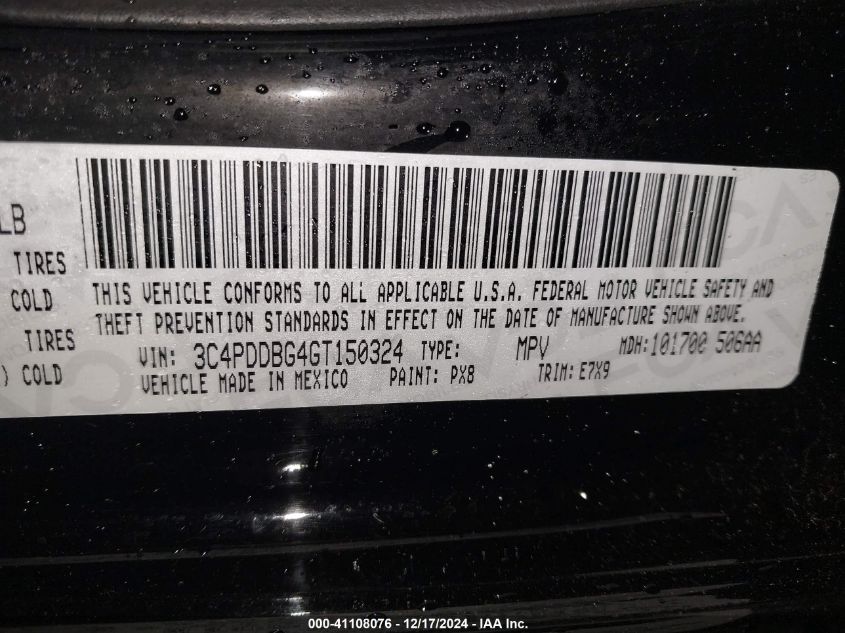 LB
TIRES
COLD
TIRES
) COLD
THIS VEHICLE CONFORMS TO ALL APPLICABLE U.S.A. FEDERAL MOTOR VEHICLE SAFETY AND
THEFT PREVENTION STANDARDS IN EFFECT ON THE DATE OF MANUFACTURE SHOWN ABOVE.
VIN: 3C4PDDBG4GT150324 TYPE: MPV MDH: 101700 506AA
VEHICLE MADE IN MEXICO PAINT: PX8 TRIM: E7X9
000-41108076 - 12/17/2024 - IAA Inc.